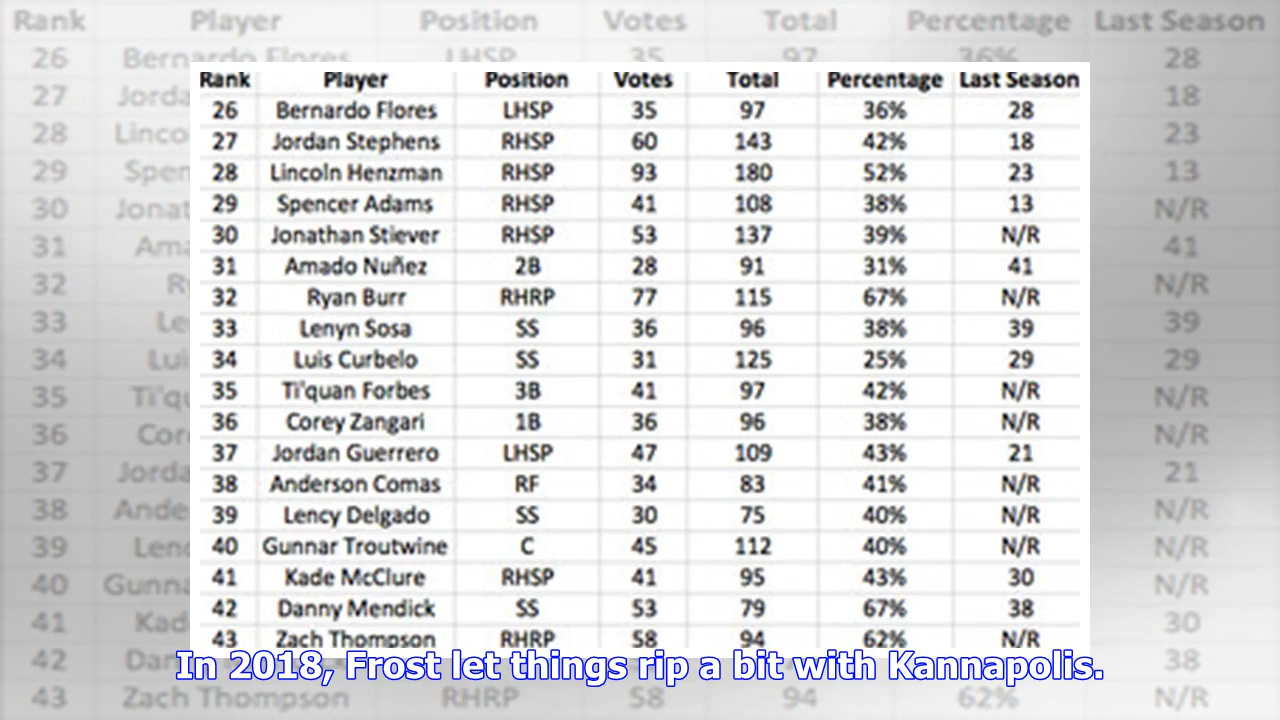 Rank Player Position Votes Total Percentage Last Season
26 Bernardo Flores LHSP 35 97 36% 28
27 Jordan Stephens RHSP 60 143 42% 18
28 Lincoln Henzman RHSP 93 180 52% 23
29 Spencer Adams RHSP 41 108 38% 13
30 Jonathan Stiever RHSP 53 137 39% N/R
31 Amado Nuñez 2B 28 91 31% 41
32 Ryan Burr RHRP 77 115 67% N/R
33 Lenyn Sosa SS 36 96 38% 39
34 Luis Curbelo SS 31 125 25% 29
35 Ti'quan Forbes 3B 41 97 42% N/R
36 Corey Zangari 1B 36 96 38% N/R
37 Jordan Guerrero LHSP 47 109 43% 21
38 Anderson Comas RF 34 83 41% N/R
39 Lency Delgado SS 30 75 40% N/R
40 Gunnar Troutwine C 45 112 40% N/R
41 Kade McClure RHSP 41 95 43% 30
42 Danny Mendick SS 53 79 67% 38
43 Zach Thompson RHRP 58 94 62% N/R
In 2018, Frost let things rip a bit with Kannapolis.